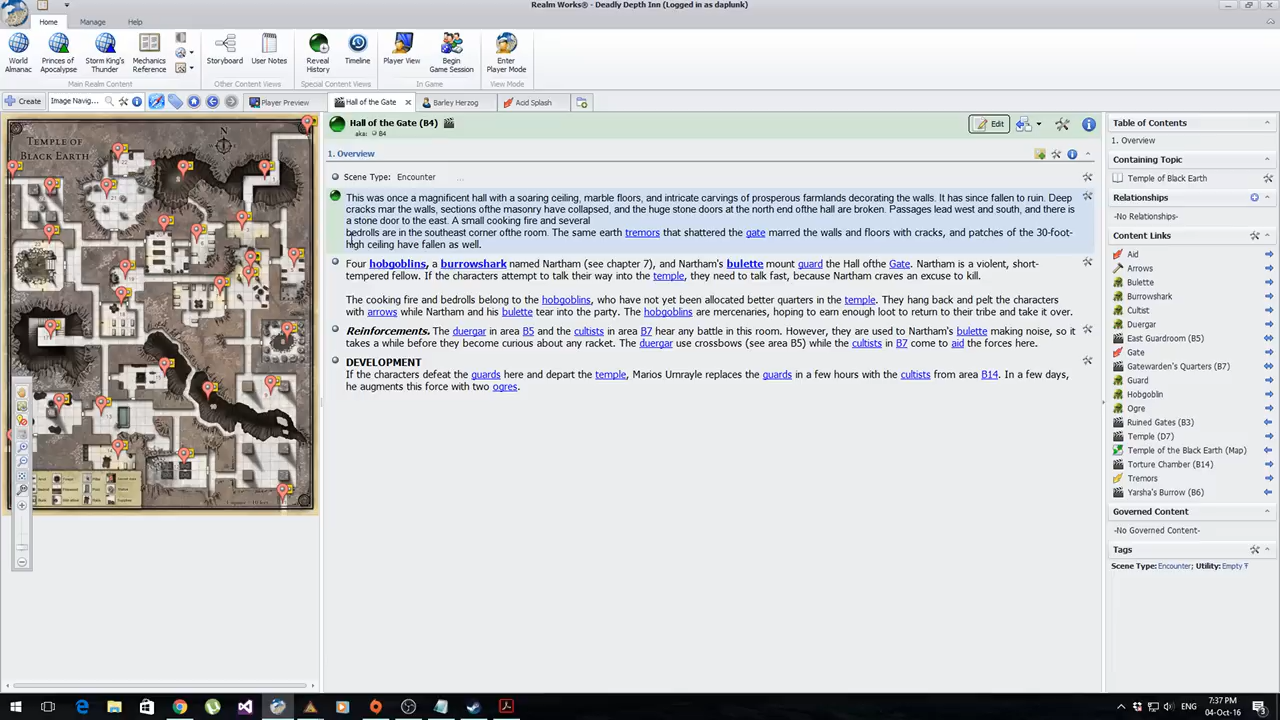 Realm Works® - Deadly Depth Inn (Logged in as daplunk)
Home
Manage
Help
World Almanac
Princes of Apocalypse
Storm King's Thunder
Mechanics Reference
Main Realm Content
Storyboard
User Notes
Other Content Views
Reveal History
Timeline
Special Content Views
Player View
Begin Game Session
In Game
Enter Player Mode
View Mode
Create
Image Navig...
Player Preview
Hall of the Gate
Barley Herzog
Acid Splash
TEMPLE OF
BLACK EARTH
Hall of the Gate (B4)
aka: B4
Edit
1. Overview
Scene Type: Encounter ...
This was once a magnificent hall with a soaring ceiling, marble floors, and intricate carvings of prosperous farmlands decorating the walls. It has since fallen to ruin. Deep
cracks mar the walls, sections ofthe masonry have collapsed, and the huge stone doors at the north end ofthe hall are broken. Passages lead west and south, and there is
a stone door to the east. A small cooking fire and several
bedrolls are in the southeast corner ofthe room. The same earth tremors that shattered the gate marred the walls and floors with cracks, and patches of the 30-foot-
high ceiling have fallen as well.
Four hobgoblins, a burrowshark named Nartham (see chapter 7), and Nartham's bulette mount guard the Hall ofthe Gate. Nartham is a violent, short-
tempered fellow. If the characters attempt to talk their way into the temple, they need to talk fast, because Nartham craves an excuse to kill.
The cooking fire and bedrolls belong to the hobgoblins, who have not yet been allocated better quarters in the temple. They hang back and pelt the characters
with arrows while Nartham and his bulette tear into the party. The hobgoblins are mercenaries, hoping to earn enough loot to return to their tribe and take over.
Reinforcements. The duergar in area B5 and the cultists in area B7 hear any battle in this room. However, they are used to Nartham's bulette making noise, so it
takes a while before they become curious about any racket. The duergar use crossbows (see area B5) while the cultists in B7 come to aid the forces here.
DEVELOPMENT
If the characters defeat the guards here and depart the temple, Marios Urnrayle replaces the guards in a few hours with the cultists from area B14. In a few days,
he augments this force with two ogres.
Table of Contents
1. Overview
Containing Topic
Temple of Black Earth
Relationships
-No Relationships-
Content Links
Aid
Arrows
Bulette
Burrowshark
Cultist
Duergar
East Guardroom (B5)
Gate
Gatewarden's Quarters (B7)
Guard
Hobgoblin
Ogre
Ruined Gates (B3)
Temple (D7)
Temple of the Black Earth (Map)
Torture Chamber (B14)
Tremors
Yarsha's Burrow (B6)
Governed Content
-No Governed Content-
Tags
Scene Type: Encounter; Utility: Empty
7:37 PM
04-Oct-16